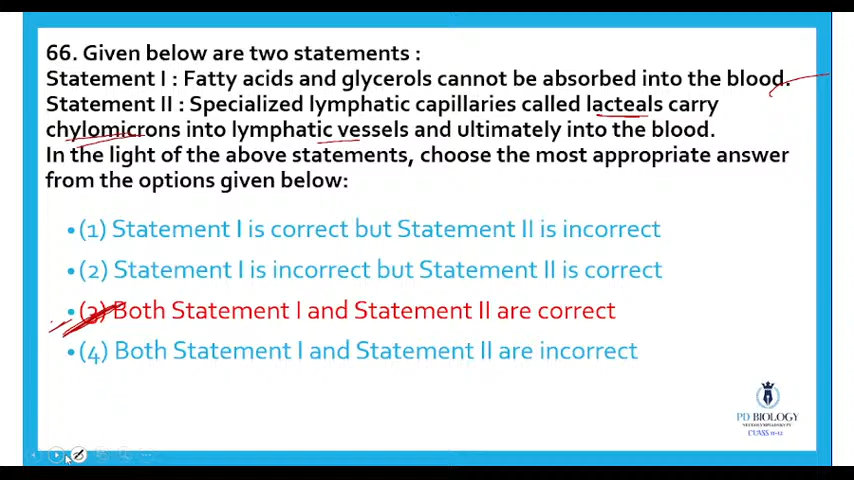 66. Given below are two statements :
Statement I : Fatty acids and glycerols cannot be absorbed into the blood.
Statement II : Specialized lymphatic capillaries called lacteals carry
chylomicrons into lymphatic vessels and ultimately into the blood.
In the light of the above statements, choose the most appropriate answer
from the options given below:
• (1) Statement I is correct but Statement II is incorrect
• (2) Statement I is incorrect but Statement II is correct
• (3) Both Statement I and Statement II are correct
• (4) Both Statement I and Statement II are incorrect
PD BIOLOGY
CLASS 11-12